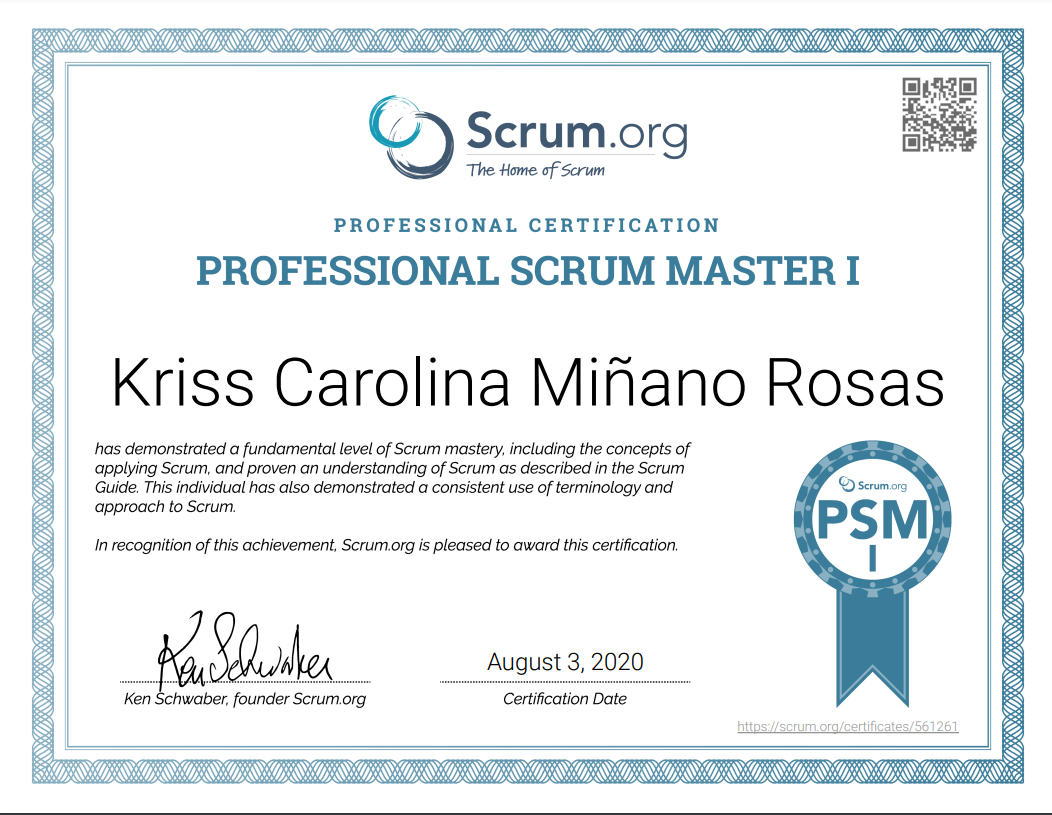 Scrum.org
The Home of Scrum
PROFESSIONAL CERTIFICATION
PROFESSIONAL SCRUM MASTER I
Kriss Carolina Miñano Rosas
has demonstrated a fundamental level of Scrum mastery, including the concepts of
applying Scrum, and proven an understanding of Scrum as described in the Scrum
Guide. This individual has also demonstrated a consistent use of terminology and
approach to Scrum.
In recognition of this achievement, Scrum.org is pleased to award this certification.
Scrum.org
PSM
I
Ken Schwaber
August 3, 2020
Ken Schwaber, founder Scrum.org
Certification Date
https://scrum.org/certificates/561261